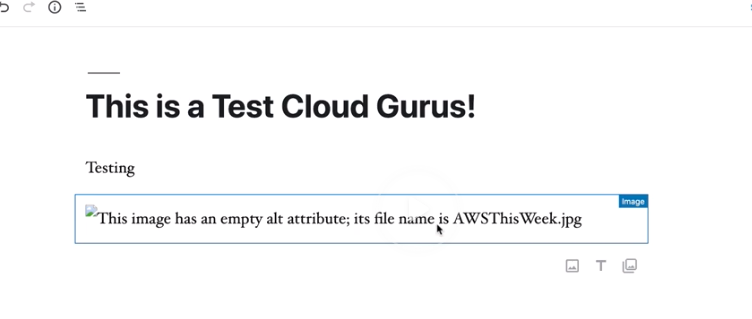 This is a Test Cloud Gurus!
Testing
Image
This image has an empty alt attribute; its file name is AWSThisWeek.jpg